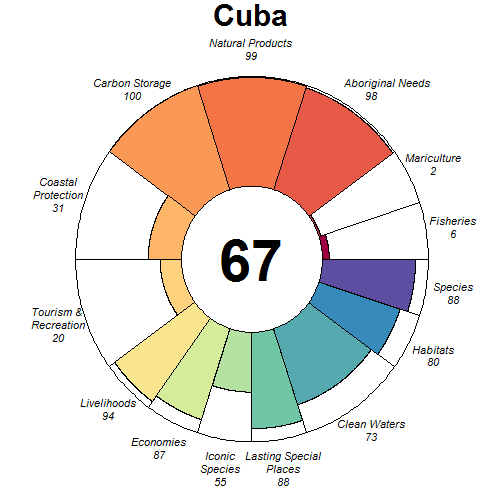 Cuba
Natural Products
99
Carbon Storage
100
Aboriginal Needs
98
Mariculture
2
Coastal
Protection
31
Fisheries
6
67
Species
88
Tourism &
Recreation
20
Habitats
80
Livelihoods
94
Clean Waters
73
Economies
87
Iconic
Species
55
Lasting Special
Places
88